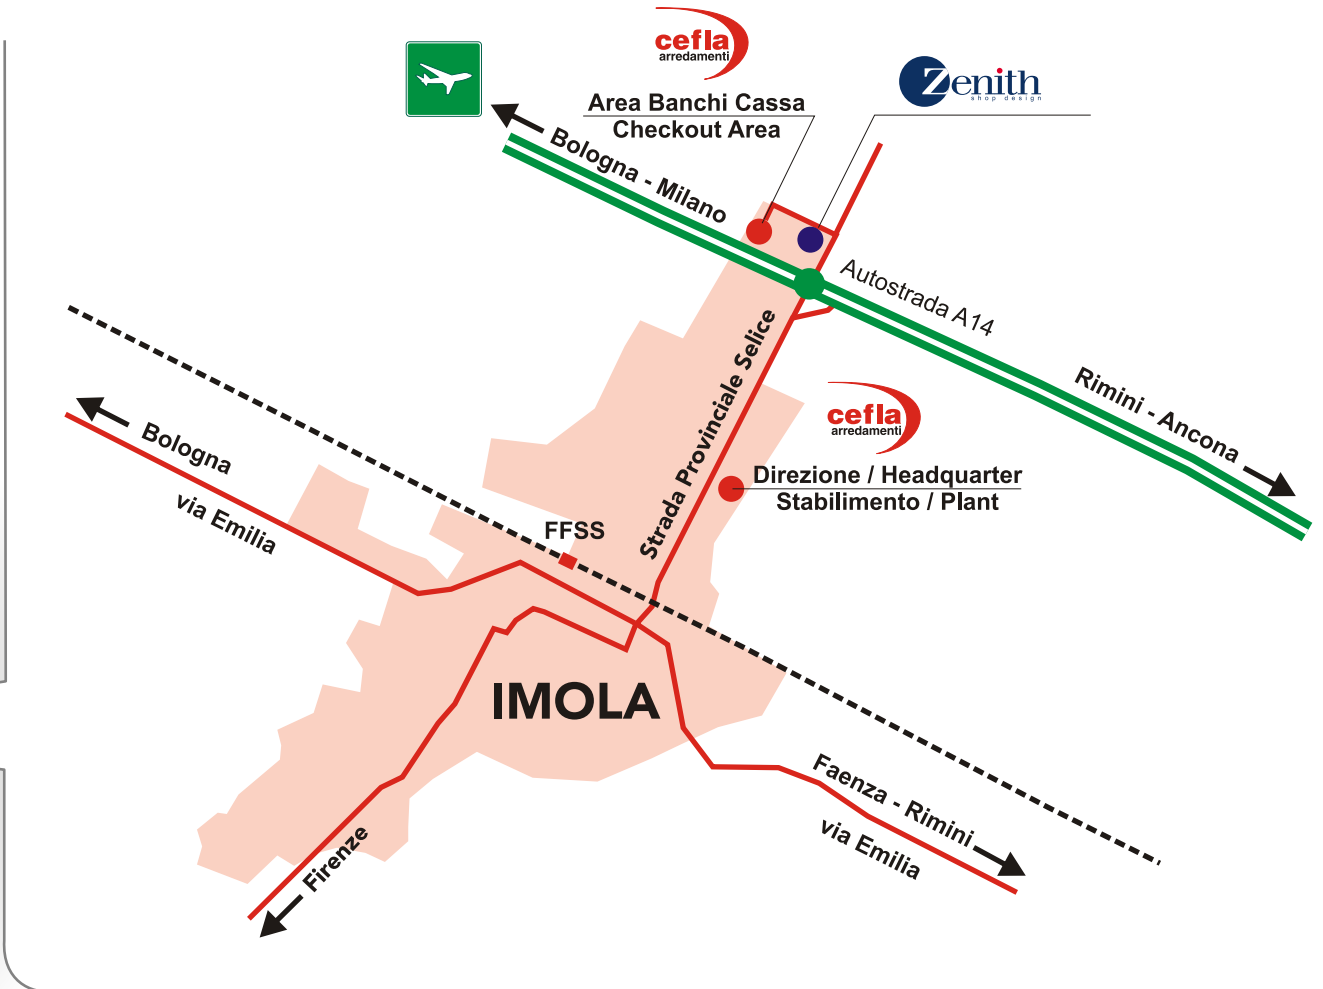 cefla
arredamenti
Area Banchi Cassa
Checkout Area
Zenith
shop design
Bologna - Milano
Autostrada A14
Rimini - Ancona
Strada Provinciale Selice
cefla
arredamenti
Direzione / Headquarter
Stabilimento / Plant
Bologna
via Emilia
FFSS
IMOLA
Faenza - Rimini
via Emilia
Firenze